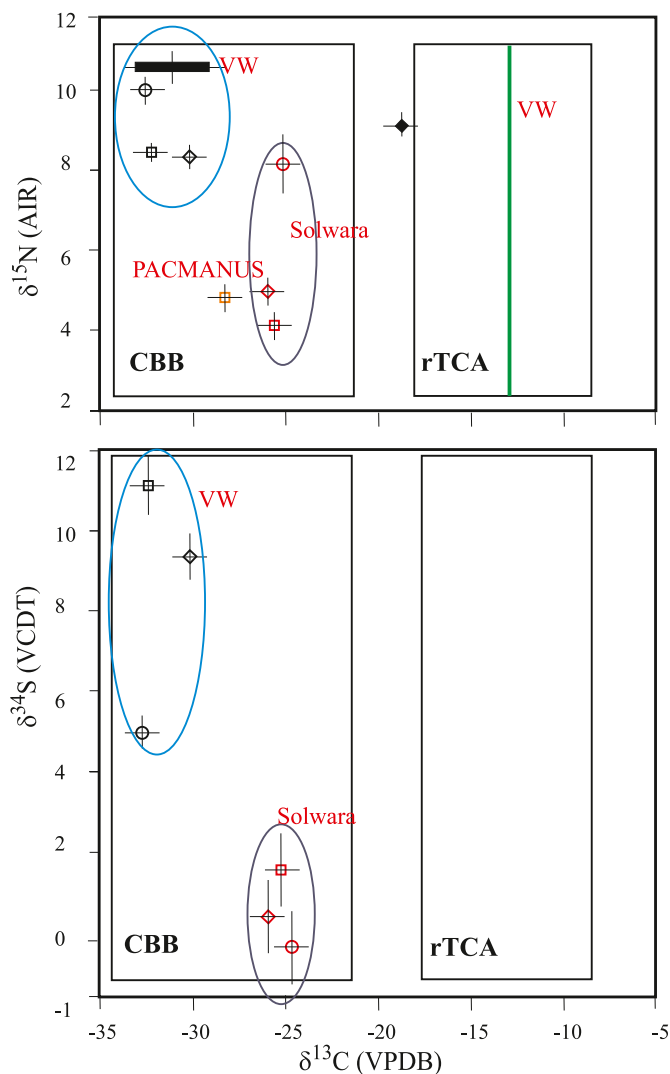 12
VW
10
VW
δ15N (AIR)
8
Solwara
6
PACMANUS
4
CBB
rTCA
2
12
VW
10
8
δ34S (VCDT)
6
4
Solwara
2
0
CBB
rTCA
-1
-35
-30
-25
-20
-15
-10
-5
δ13C (VPDB)